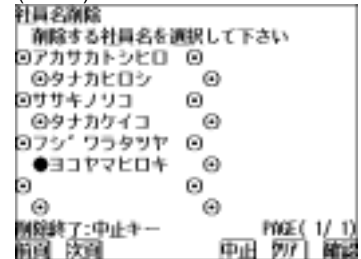 社員名削除
削除する社員名を選択して下さい
⊙アカサカトシヒロ ⊙
⊙タナカヒロシ ⊙
⊙ササキノリコ ⊙
⊙タナカケイコ ⊙
⊙フジワラタツヤ ⊙
●ヨコヤマヒロキ ⊙
⊙ ⊙
⊙ ⊙
削除終了:中止キー PAGE( 1/ 1)
前頁 次頁 中止 クリア 確認